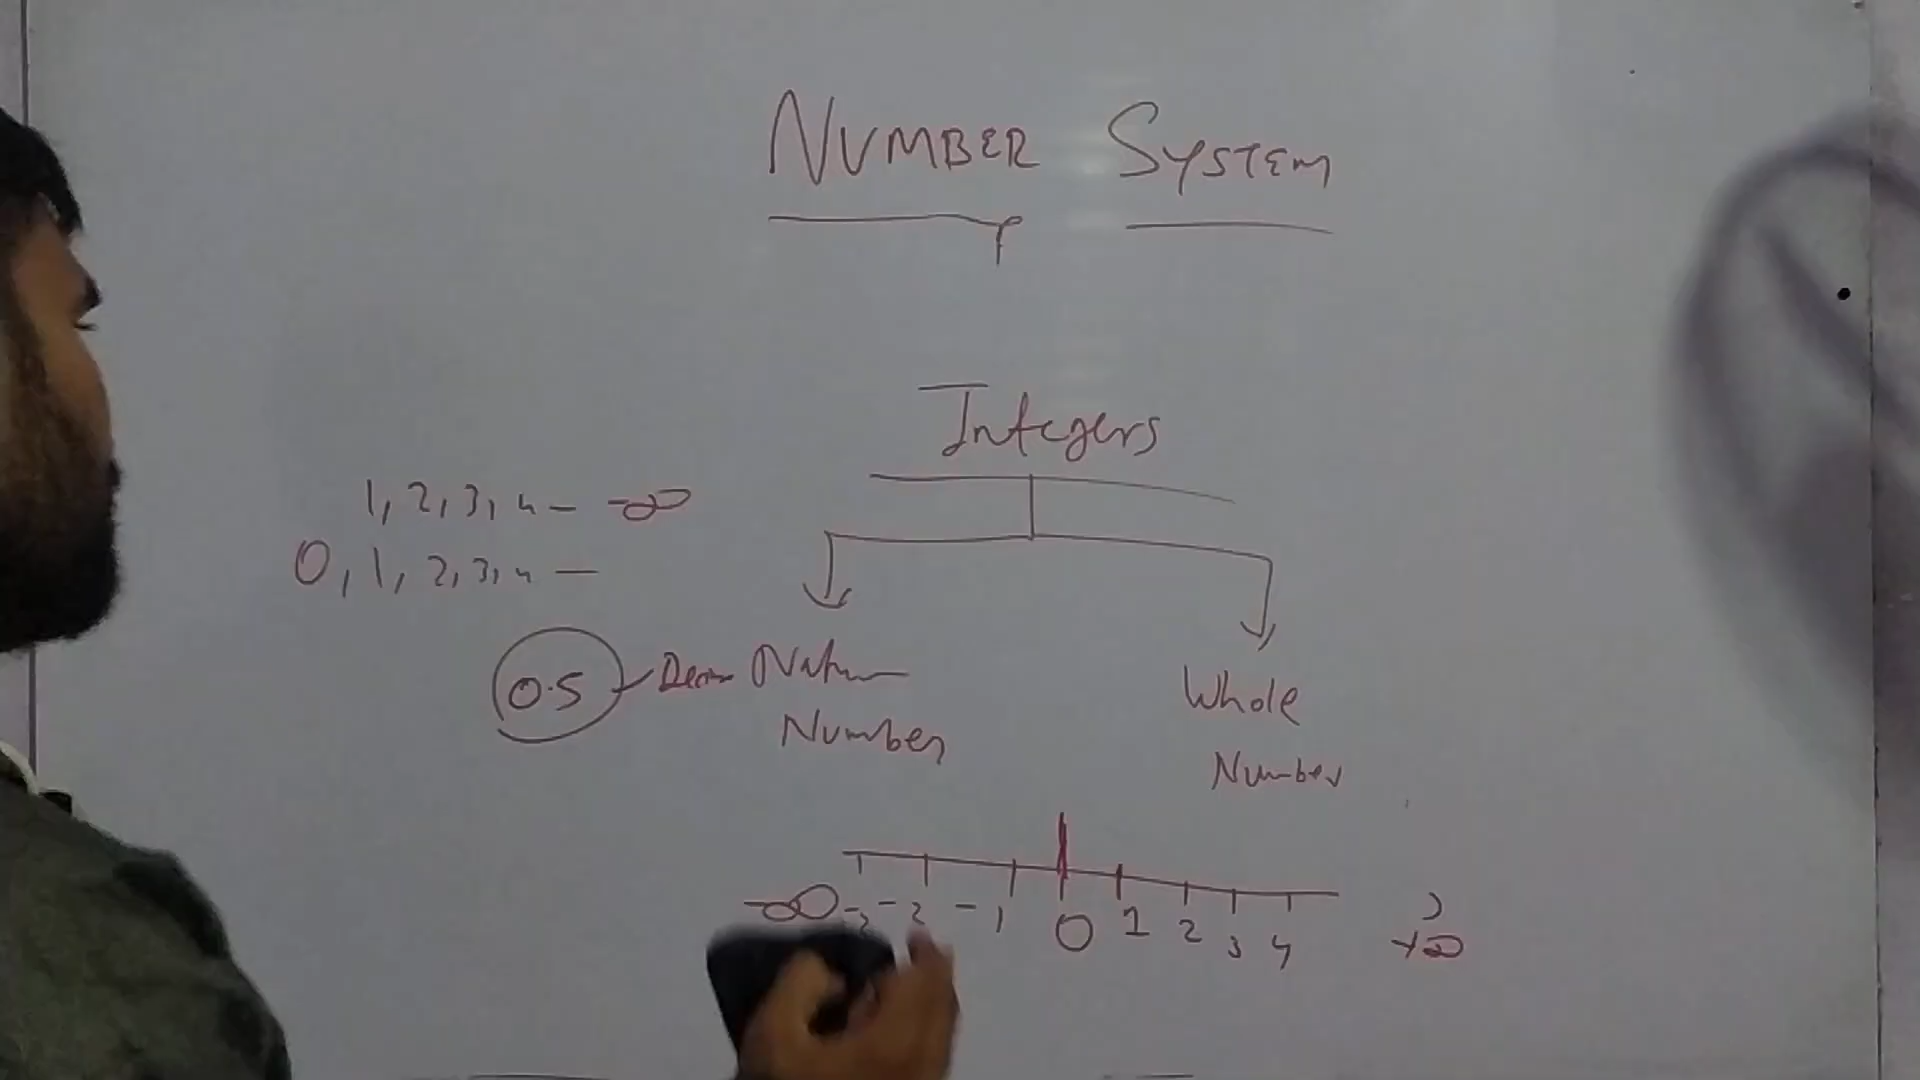 NUMBER SYSTEM
Integers
1, 2, 3, 4 - - ∞
0, 1, 2, 3, 4 —
0.5
Number
Whole
Number
-∞ -3 -2 -1 0 1 2 3 4 +∞